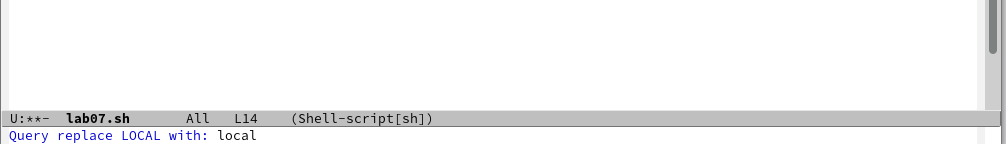 U:**-  lab07.sh       All   L14    (Shell-script[sh])
Query replace LOCAL with: local